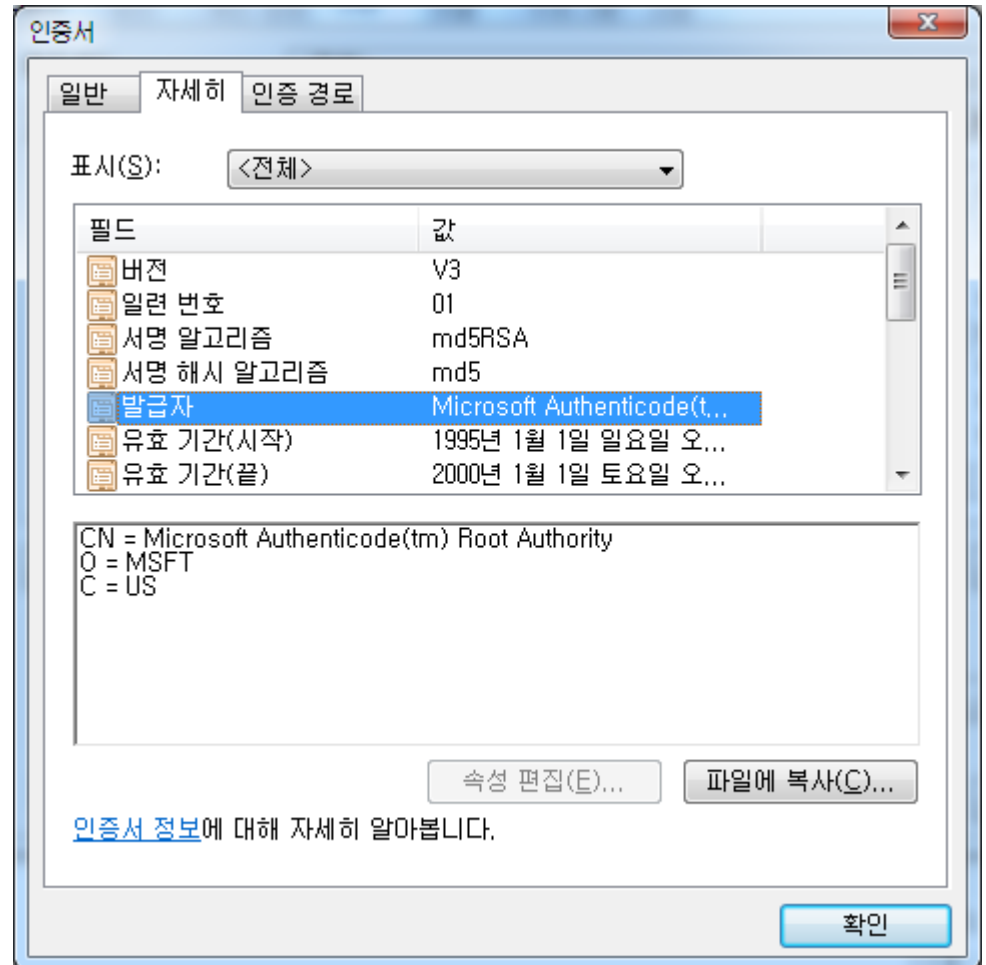 인증서
일반 자세히 인증 경로
표시(S): <전체>
필드 값
버전 V3
일련 번호 01
서명 알고리즘 md5RSA
서명 해시 알고리즘 md5
발급자 Microsoft Authenticode(t...
유효 기간(시작) 1995년 1월 1일 일요일 오...
유효 기간(끝) 2000년 1월 1일 토요일 오...
CN = Microsoft Authenticode(tm) Root Authority
O = MSFT
C = US
속성 편집(E)... 파일에 복사(C)...
인증서 정보에 대해 자세히 알아봅니다.
확인